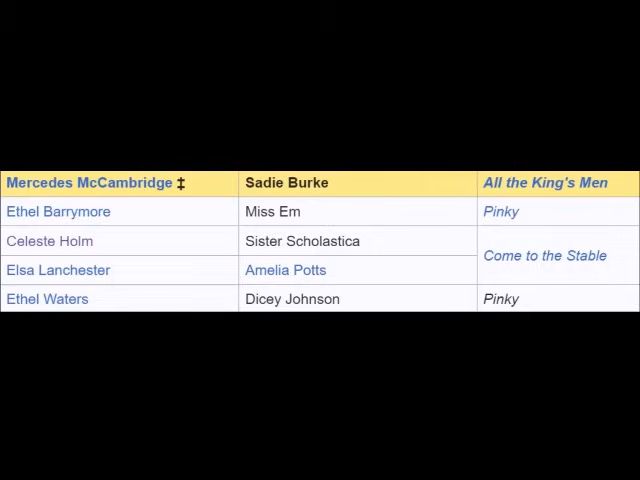 Mercedes McCambridge ‡ Sadie Burke All the King's Men
Ethel Barrymore Miss Em Pinky
Celeste Holm Sister Scholastica
Come to the Stable
Elsa Lanchester Amelia Potts
Ethel Waters Dicey Johnson Pinky